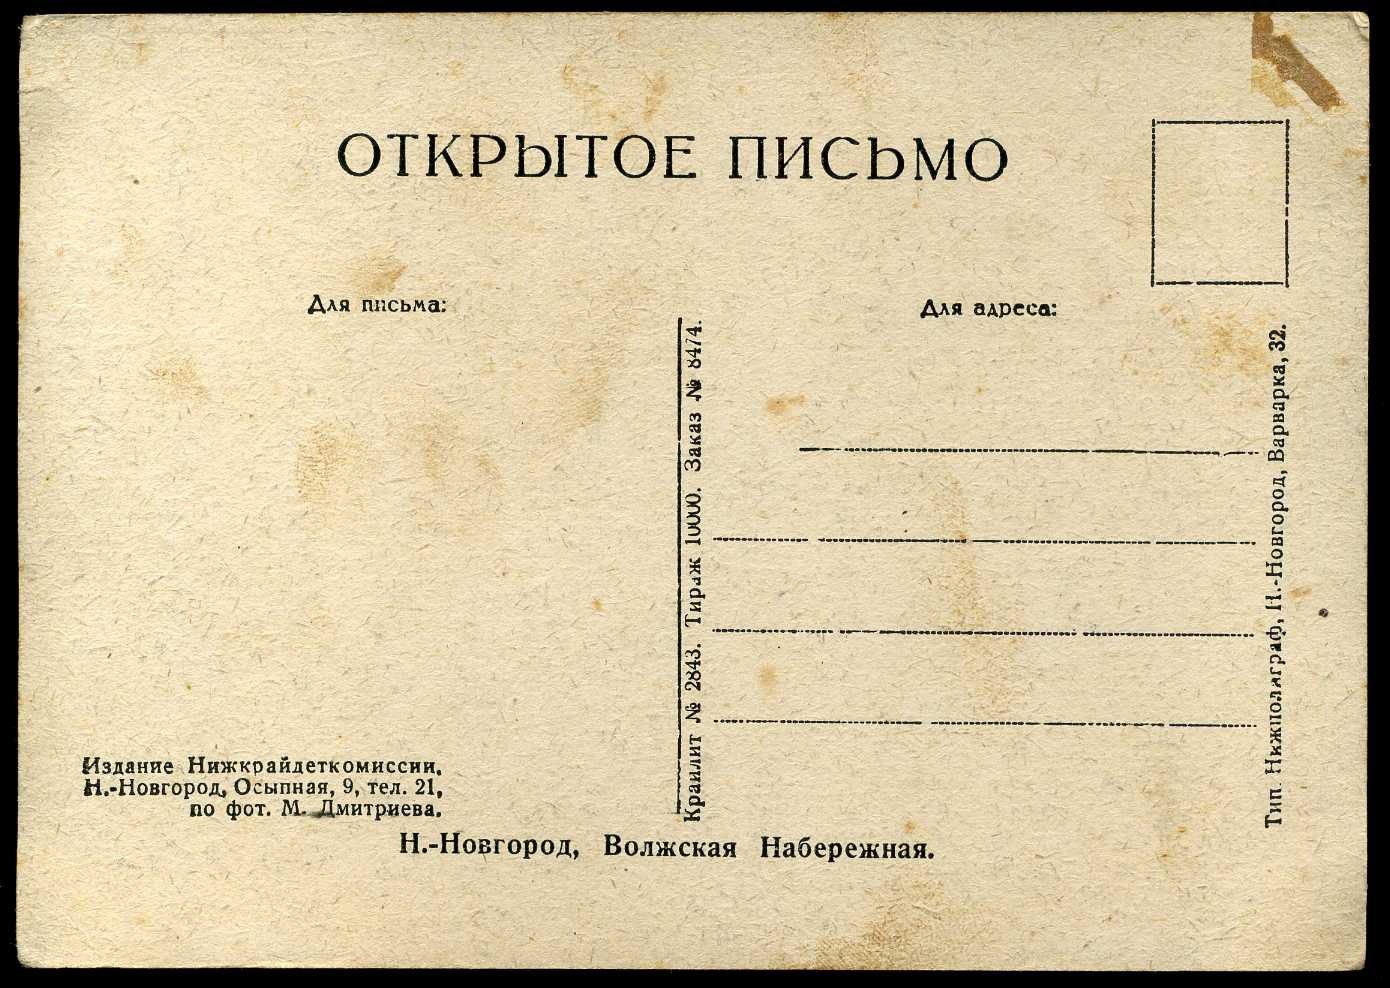 ОТКРЫТОЕ ПИСЬМО
Для письма:
Для адреса:
Крайлит № 2843. Тираж 10000. Заказ № 8474.
Тип. Нижполиграф, Н.-Новгород, Варварка, 32.
Издание Нижкрайдеткомиссии,
Н.-Новгород, Осыпная, 9, тел. 21,
по фот. М. Дмитриева.
Н.-Новгород, Волжская Набережная.